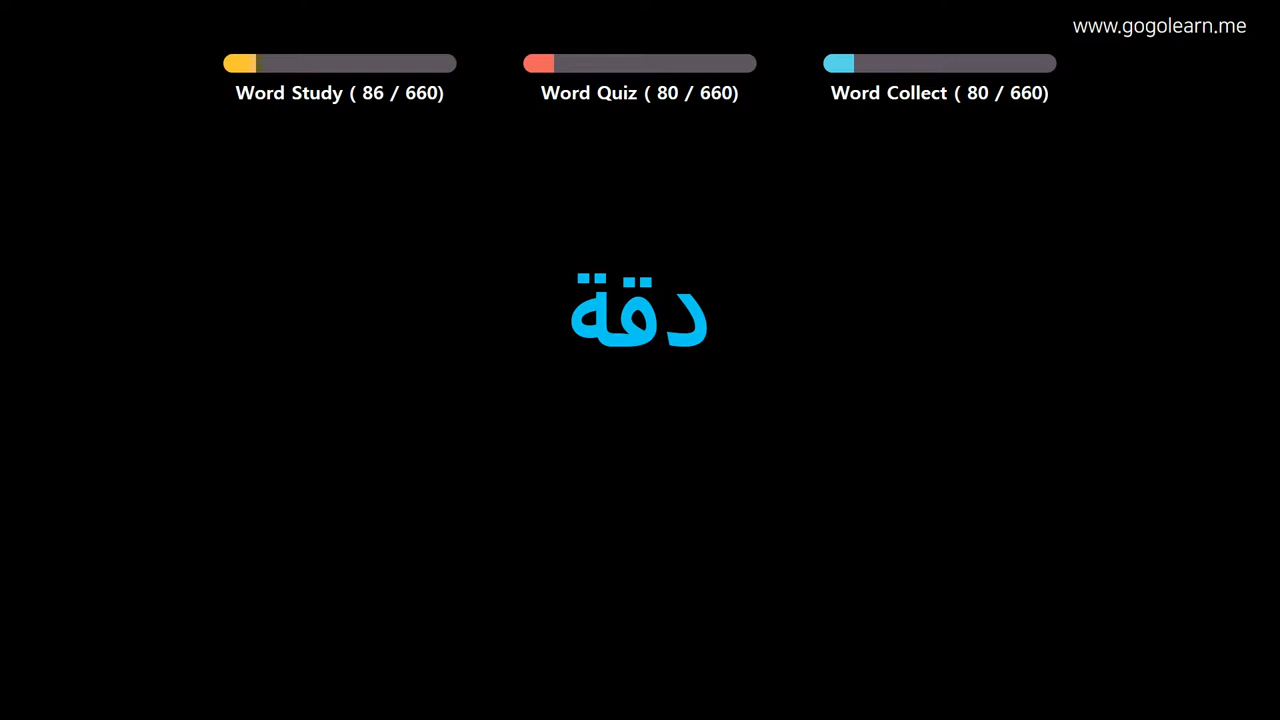 www.gogolearn.me
Word Study ( 86 / 660)
Word Quiz ( 80 / 660)
Word Collect ( 80 / 660)
دقة